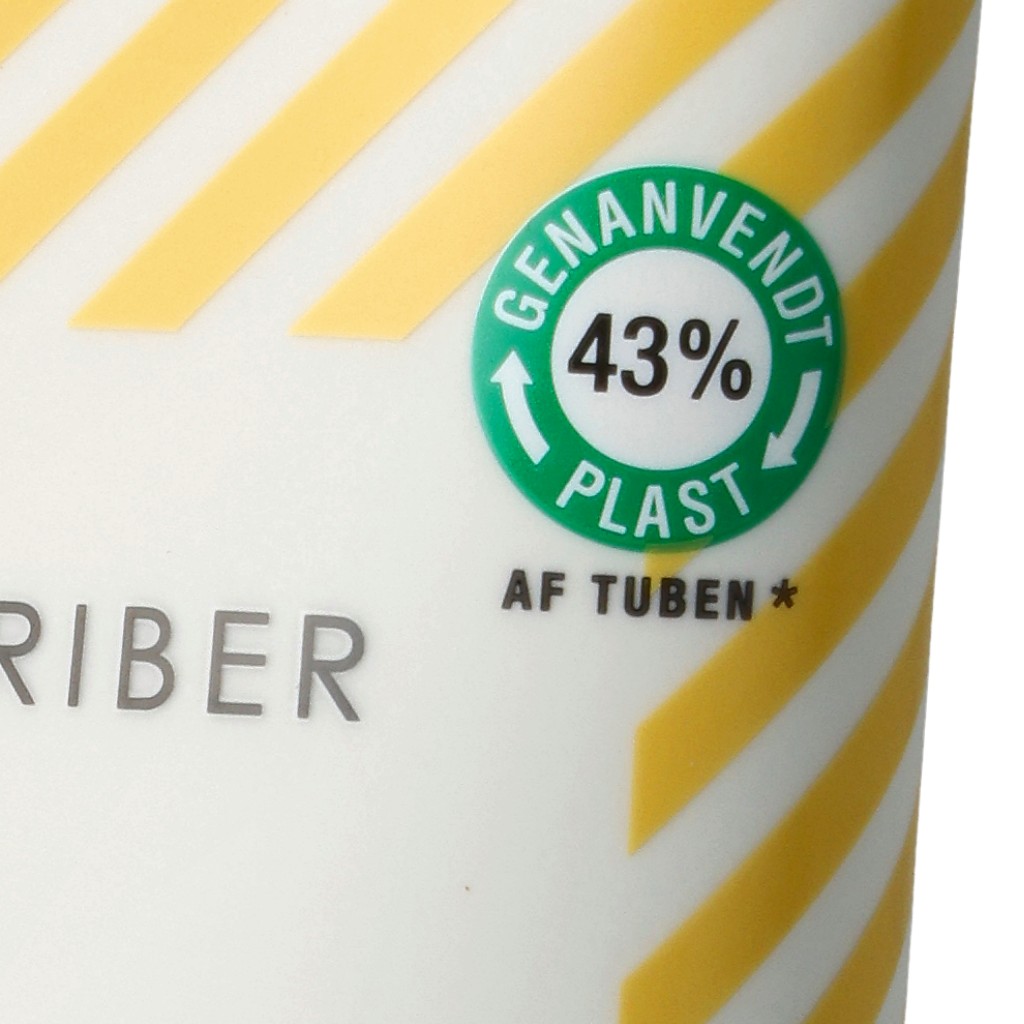 GENANVENDT
43%
PLAST
AF TUBEN*
RIBER